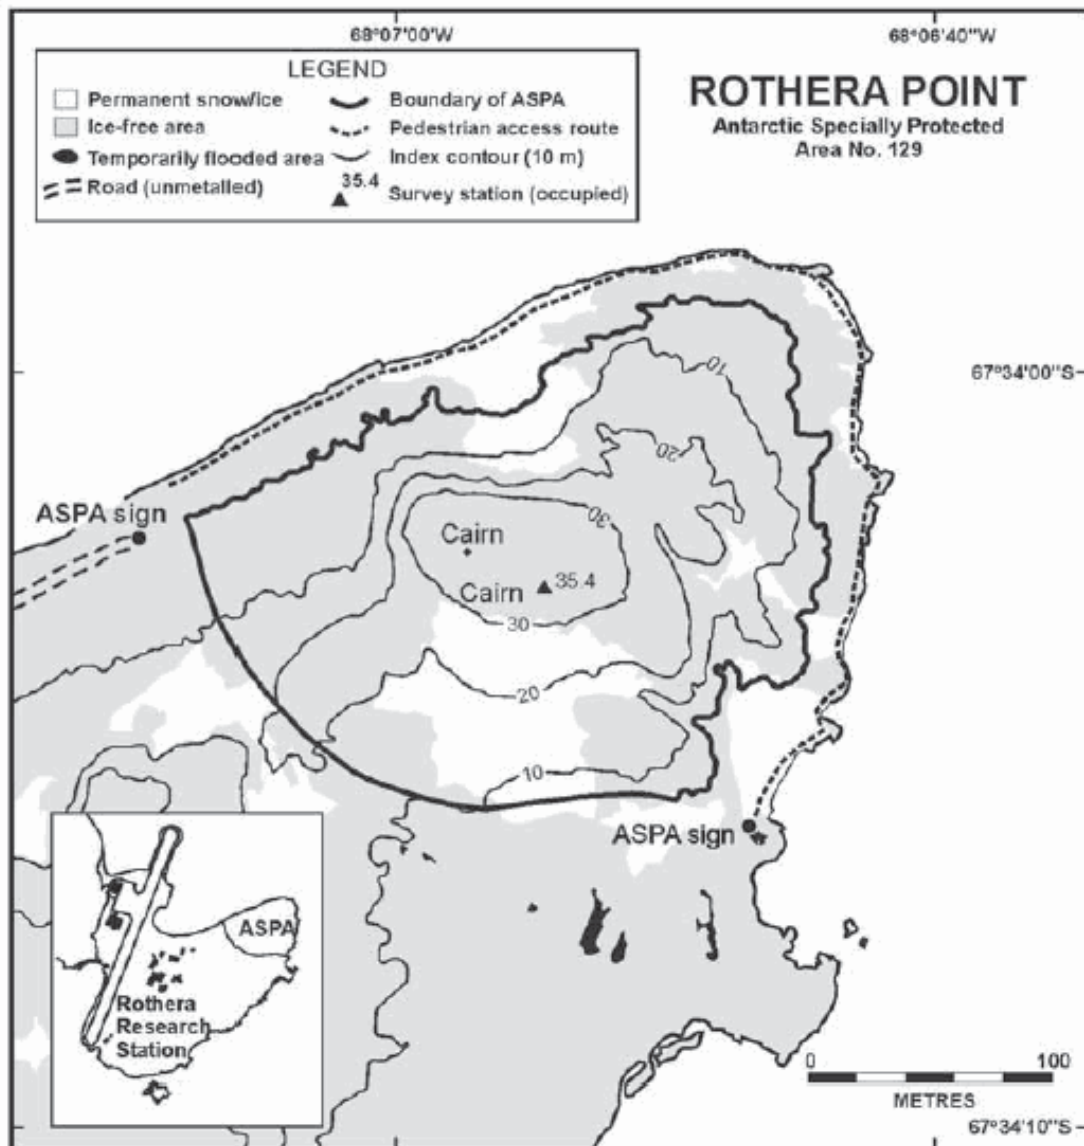 68°07'00"W
68°06'40"W
LEGEND
Permanent snow/ice
Boundary of ASPA
Ice-free area
Pedestrian access route
Temporarily flooded area
Index contour (10 m)
Road (unmetalled)
35.4
Survey station (occupied)
ROTHERA POINT
Antarctic Specially Protected
Area No. 129
67°34'00"S
10
20
30
ASPA sign
Cairn
Cairn
35.4
30
20
10
ASPA sign
ASPA
Rothera
Research
Station
0
100
METRES
67°34'10"S